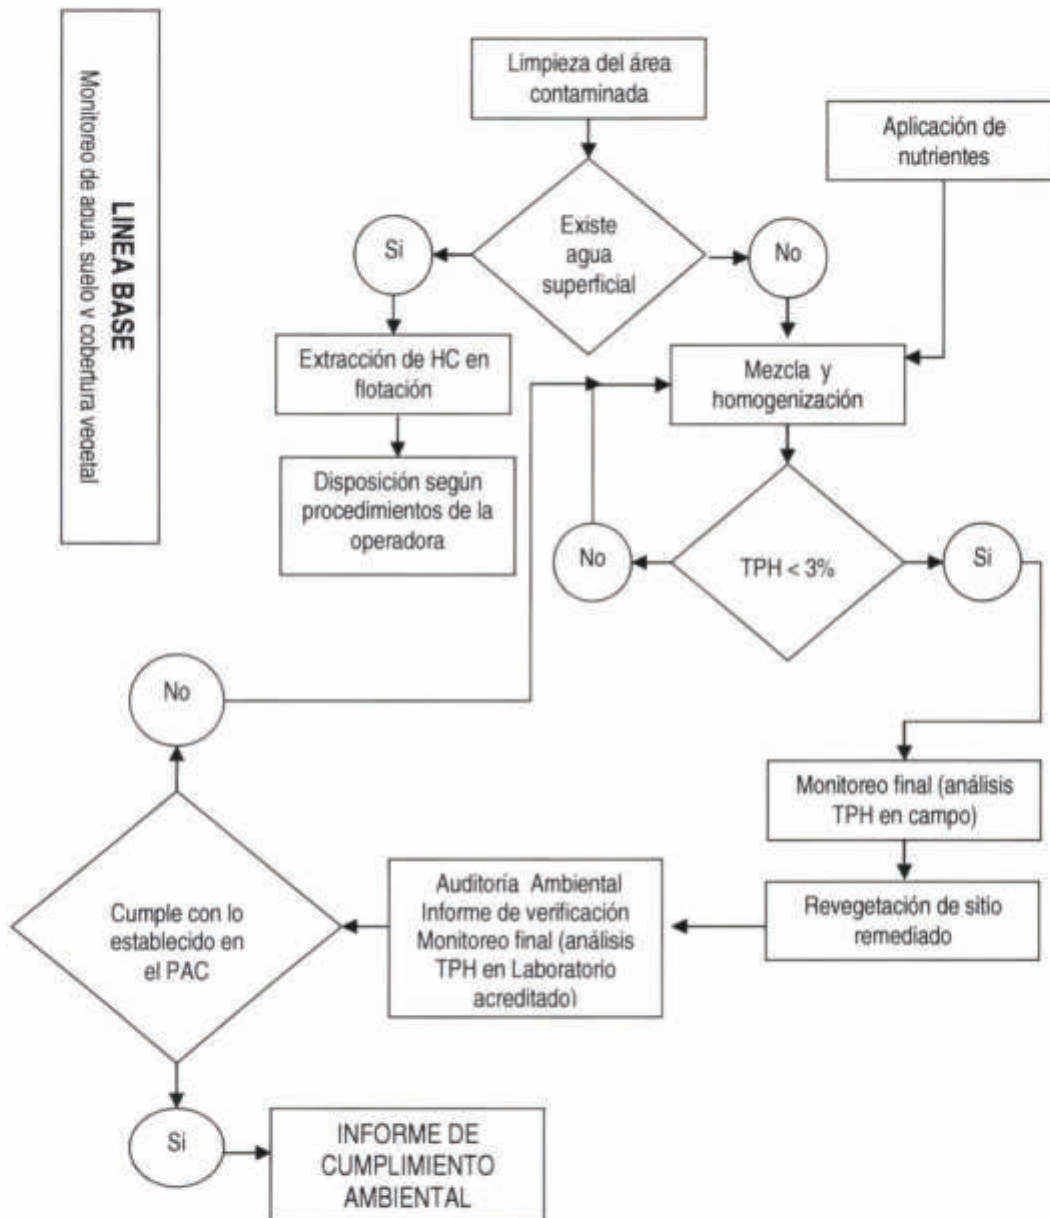 LINEA BASE
Monitoreo de agua, suelo y cobertura vegetal
Limpieza del área
contaminada
Aplicación de
nutrientes
Existe
agua
superficial
Si
No
Extracción de HC en
flotación
Mezcla y
homogenización
Disposición según
procedimientos de la
operadora
No
TPH < 3%
Si
No
Monitoreo final (análisis
TPH en campo)
Cumple con lo
establecido en
el PAC
Auditoría Ambiental
Informe de verificación
Monitoreo final (análisis
TPH en Laboratorio
acreditado)
Revegetación de sitio
remediado
Si
INFORME DE
CUMPLIMIENTO
AMBIENTAL